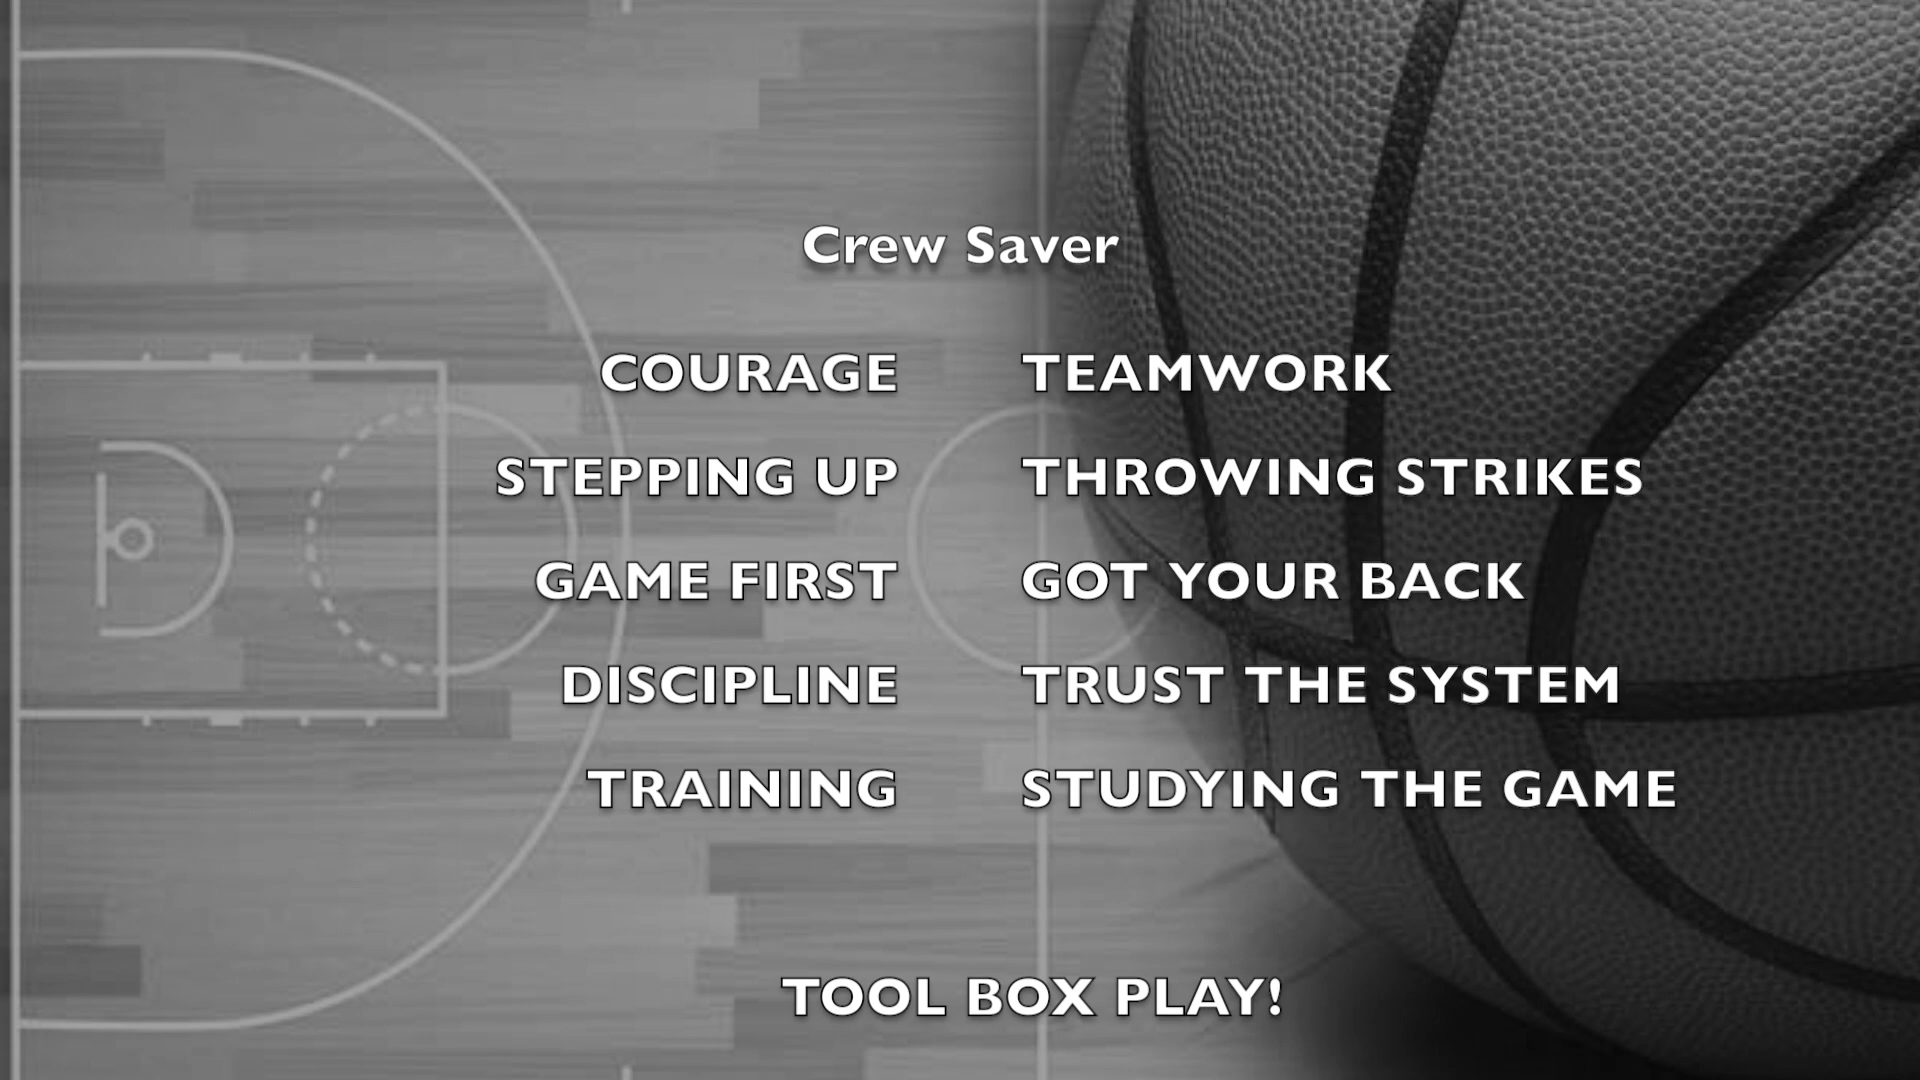 Crew Saver
COURAGE TEAMWORK
STEPPING UP THROWING STRIKES
GAME FIRST GOT YOUR BACK
DISCIPLINE TRUST THE SYSTEM
TRAINING STUDYING THE GAME
TOOL BOX PLAY!